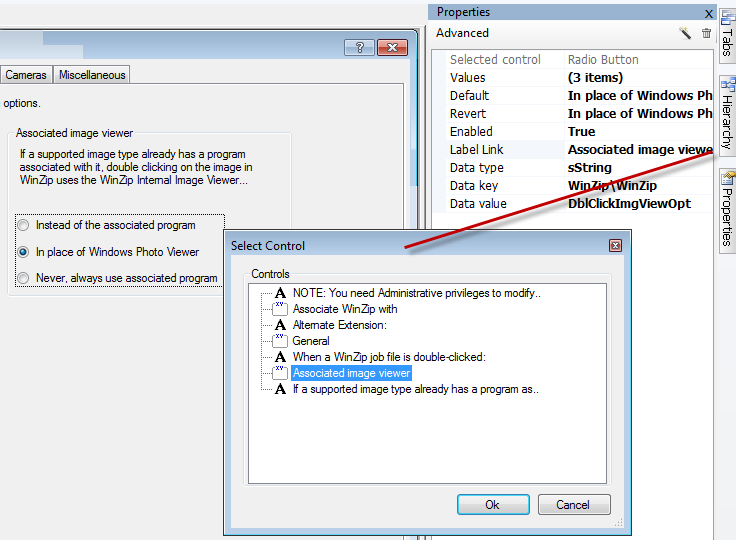 Properties
X
Advanced
Selected control Radio Button
Values (3 items)
Default In place of Windows Pho
Revert In place of Windows Pho
Enabled True
Label Link Associated image viewe
Data type sString
Data key WinZip\WinZip
Data value DblClickImgViewOpt
Tabs
Hierarchy
Properties
?
Cameras Miscellaneous
options.
Associated image viewer
If a supported image type already has a program
associated with it, double clicking on the image in
WinZip uses the WinZip Internal Image Viewer...
Instead of the associated program
In place of Windows Photo Viewer
Never, always use associated program
Select Control
Controls
A NOTE: You need Administrative privileges to modify..
XY Associate WinZip with
A Alternate Extension:
XY General
A When a WinZip job file is double-clicked:
XY Associated image viewer
A If a supported image type already has a program as..
Ok Cancel